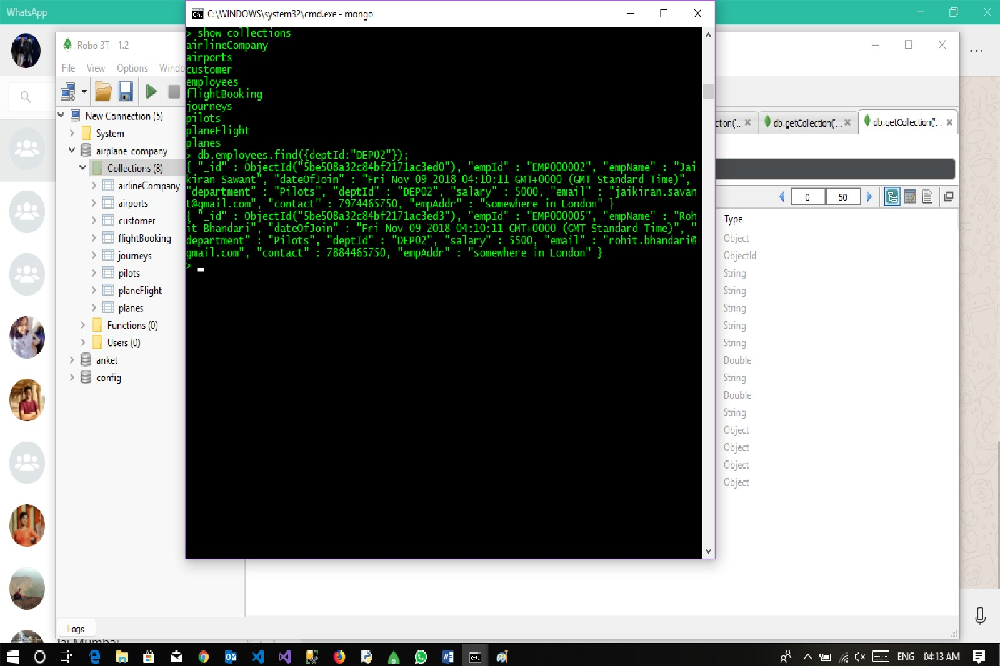 WhatsApp
C:\WINDOWS\system32\cmd.exe - mongo
Robo 3T - 1.2
File View Options Windo
New Connection (5)
System
airplane_company
Collections (8)
airlineCompany
airports
customer
flightBooking
journeys
pilots
planeFlight
planes
Functions (0)
Users (0)
anket
config
Logs
> show collections
airlineCompany
airports
customer
employees
flightBooking
journeys
pilots
planeFlight
planes
> db.employees.find({deptId:"DEP02"});
{ "_id" : ObjectId("5be508a32c84bf2171ac3ed0"), "empId" : "EMP000002", "empName" : "Jai
kiran Sawant", "dateOfJoin" : "Fri Nov 09 2018 04:10:11 GMT+0000 (GMT Standard Time)",
"department" : "Pilots", "deptId" : "DEP02", "salary" : 5000, "email" : "jaikiran.savan
t@gmail.com", "contact" : 7974465750, "empAddr" : "somewhere in London" }
{ "_id" : ObjectId("5be508a32c84bf2171ac3ed3"), "empId" : "EMP000005", "empName" : "Roh
it Bhandari", "dateOfJoin" : "Fri Nov 09 2018 04:10:11 GMT+0000 (GMT Standard Time)", "
department" : "Pilots", "deptId" : "DEP02", "salary" : 5500, "email" : "rohit.bhandari@
gmail.com", "contact" : 7884465750, "empAddr" : "somewhere in London" }
>
ction('... db.getCollection('... db.getCollection('...
0 50
Type
Object
ObjectId
String
String
String
String
String
Double
String
Double
String
Object
Object
Object
Object
ENG 04:13 AM